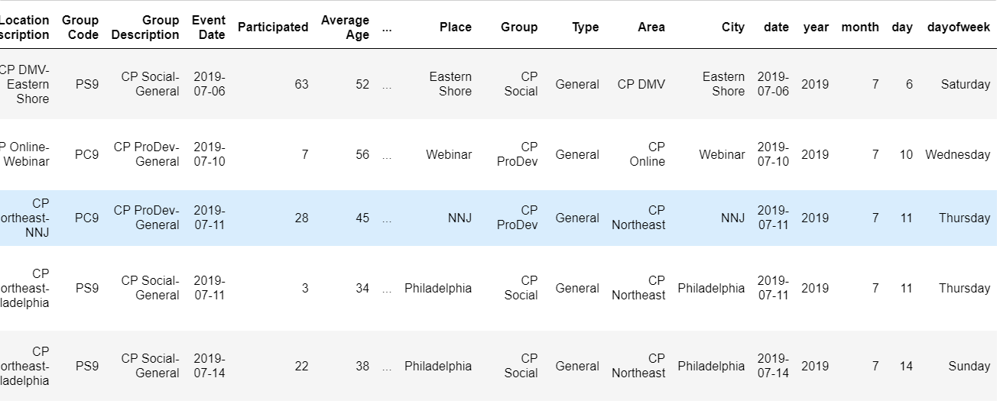 Location scription Group Code Group Description Event Date Participated Average Age ... Place Group Type Area City date year month day dayofweek
CP DMV-Eastern Shore PS9 CP Social-General 2019-07-06 63 52 ... Eastern Shore CP Social General CP DMV Eastern Shore 2019-07-06 2019 7 6 Saturday
P Online-Webinar PC9 CP ProDev-General 2019-07-10 7 56 ... Webinar CP ProDev General CP Online Webinar 2019-07-10 2019 7 10 Wednesday
CP ortheast-NNJ PC9 CP ProDev-General 2019-07-11 28 45 ... NNJ CP ProDev General CP Northeast NNJ 2019-07-11 2019 7 11 Thursday
CP ortheast-ladelphia PS9 CP Social-General 2019-07-11 3 34 ... Philadelphia CP Social General CP Northeast Philadelphia 2019-07-11 2019 7 11 Thursday
CP ortheast-ladelphia PS9 CP Social-General 2019-07-14 22 38 ... Philadelphia CP Social General CP Northeast Philadelphia 2019-07-14 2019 7 14 Sunday